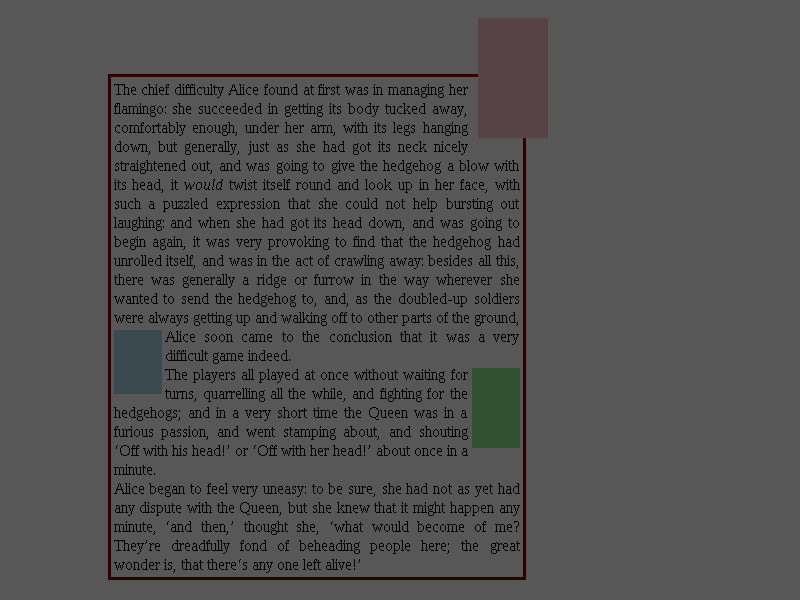 The chief difficulty Alice found at first was in managing her
flamingo: she succeeded in getting its body tucked away,
comfortably enough, under her arm, with its legs hanging
down, but generally, just as she had got its neck nicely
straightened out, and was going to give the hedgehog a blow with
its head, it would twist itself round and look up in her face, with
such a puzzled expression that she could not help bursting out
laughing: and when she had got its head down, and was going to
begin again, it was very provoking to find that the hedgehog had
unrolled itself, and was in the act of crawling away: besides all this,
there was generally a ridge or furrow in the way wherever she
wanted to send the hedgehog to, and, as the doubled-up soldiers
were always getting up and walking off to other parts of the ground,
Alice soon came to the conclusion that it was a very
difficult game indeed.
The players all played at once without waiting for
turns, quarrelling all the while, and fighting for the
hedgehogs; and in a very short time the Queen was in a
furious passion, and went stamping about, and shouting
‘Off with his head!’ or ‘Off with her head!’ about once in a
minute.
Alice began to feel very uneasy: to be sure, she had not as yet had
any dispute with the Queen, but she knew that it might happen any
minute, ‘and then,’ thought she, ‘what would become of me?
They’re dreadfully fond of beheading people here; the great
wonder is, that there‘s any one left alive!’